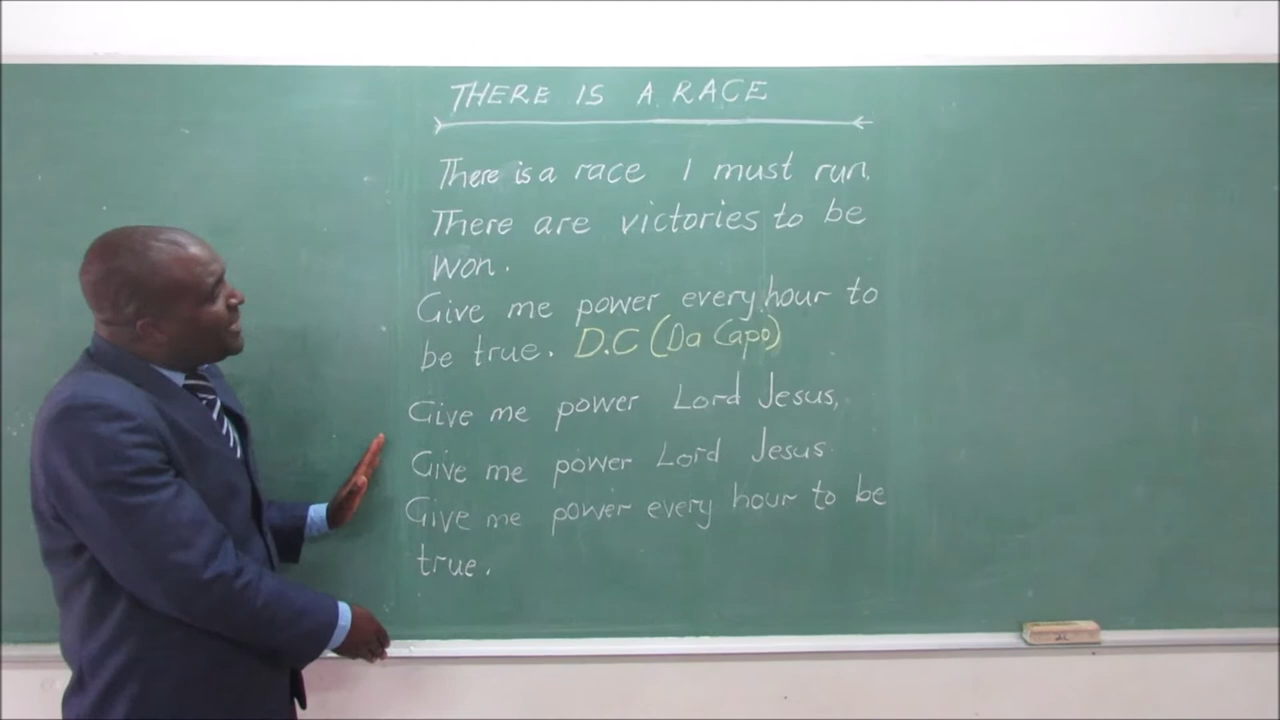 THERE IS A RACE
There is a race I must run.
There are victories to be
won.
Give me power every hour to
be true. D.C (Da Capo)
Give me power Lord Jesus,
Give me power Lord Jesus.
Give me power every hour to be
true.